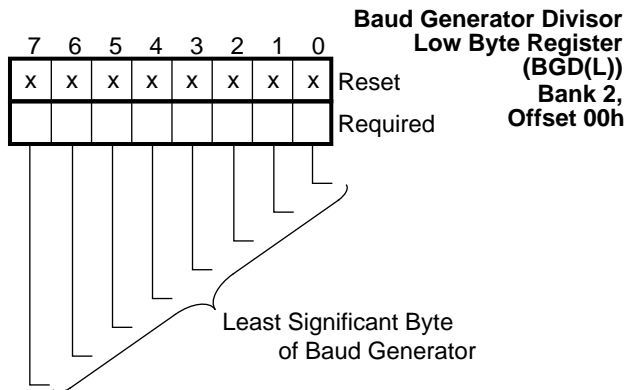 Baud Generator Divisor
Low Byte Register
(BGD(L))
Bank 2,
Offset 00h
7 6 5 4 3 2 1 0
x x x x x x x x Reset
Required
Least Significant Byte
of Baud Generator